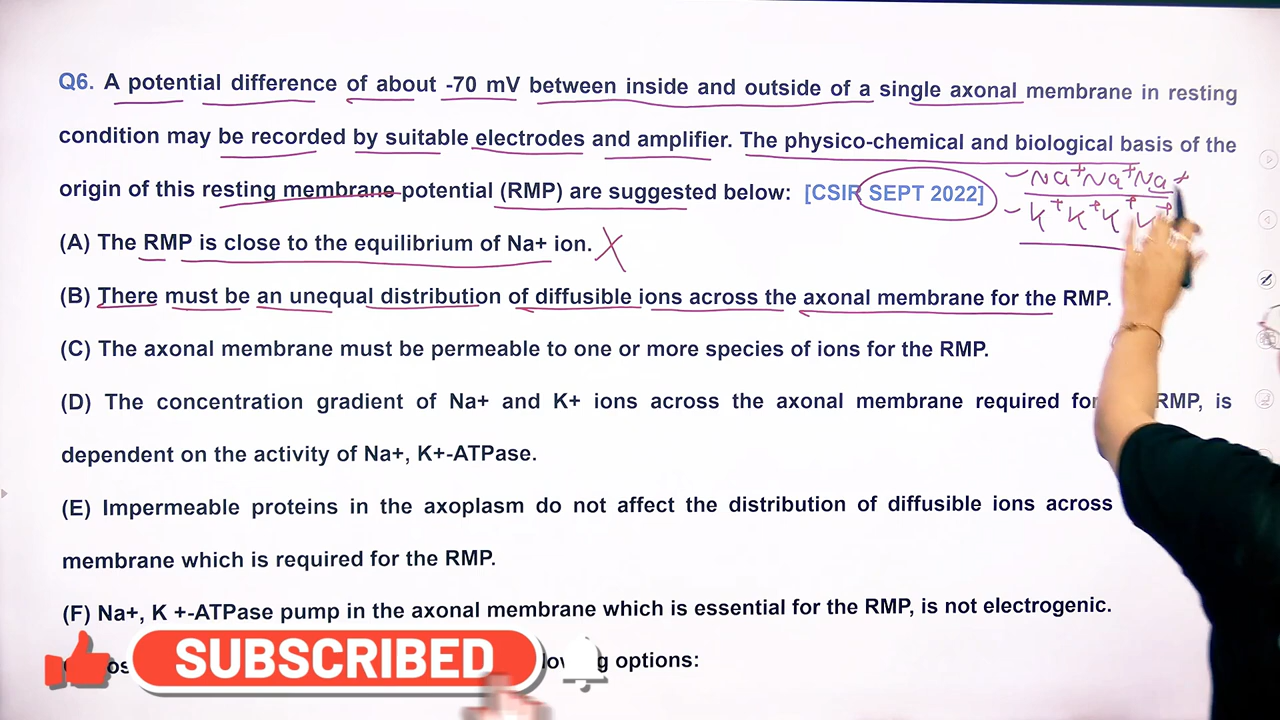 Q6. A potential difference of about -70 mV between inside and outside of a single axonal membrane in resting
condition may be recorded by suitable electrodes and amplifier. The physico-chemical and biological basis of the
origin of this resting membrane potential (RMP) are suggested below: [CSIR SEPT 2022]
Na+ Na+ Na+
K+ K+ K+ K+
(A) The RMP is close to the equilibrium of Na+ ion. X
(B) There must be an unequal distribution of diffusible ions across the axonal membrane for the RMP.
(C) The axonal membrane must be permeable to one or more species of ions for the RMP.
(D) The concentration gradient of Na+ and K+ ions across the axonal membrane required for RMP, is
dependent on the activity of Na+, K+-ATPase.
(E) Impermeable proteins in the axoplasm do not affect the distribution of diffusible ions across
membrane which is required for the RMP.
(F) Na+, K +-ATPase pump in the axonal membrane which is essential for the RMP, is not electrogenic.
SUBSCRIBED options: